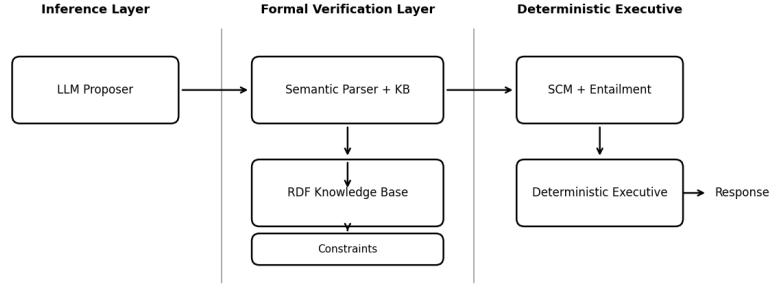 Inference Layer
Formal Verification Layer
Deterministic Executive
LLM Proposer
Semantic Parser + KB
SCM + Entailment
RDF Knowledge Base
Deterministic Executive
Response
Constraints